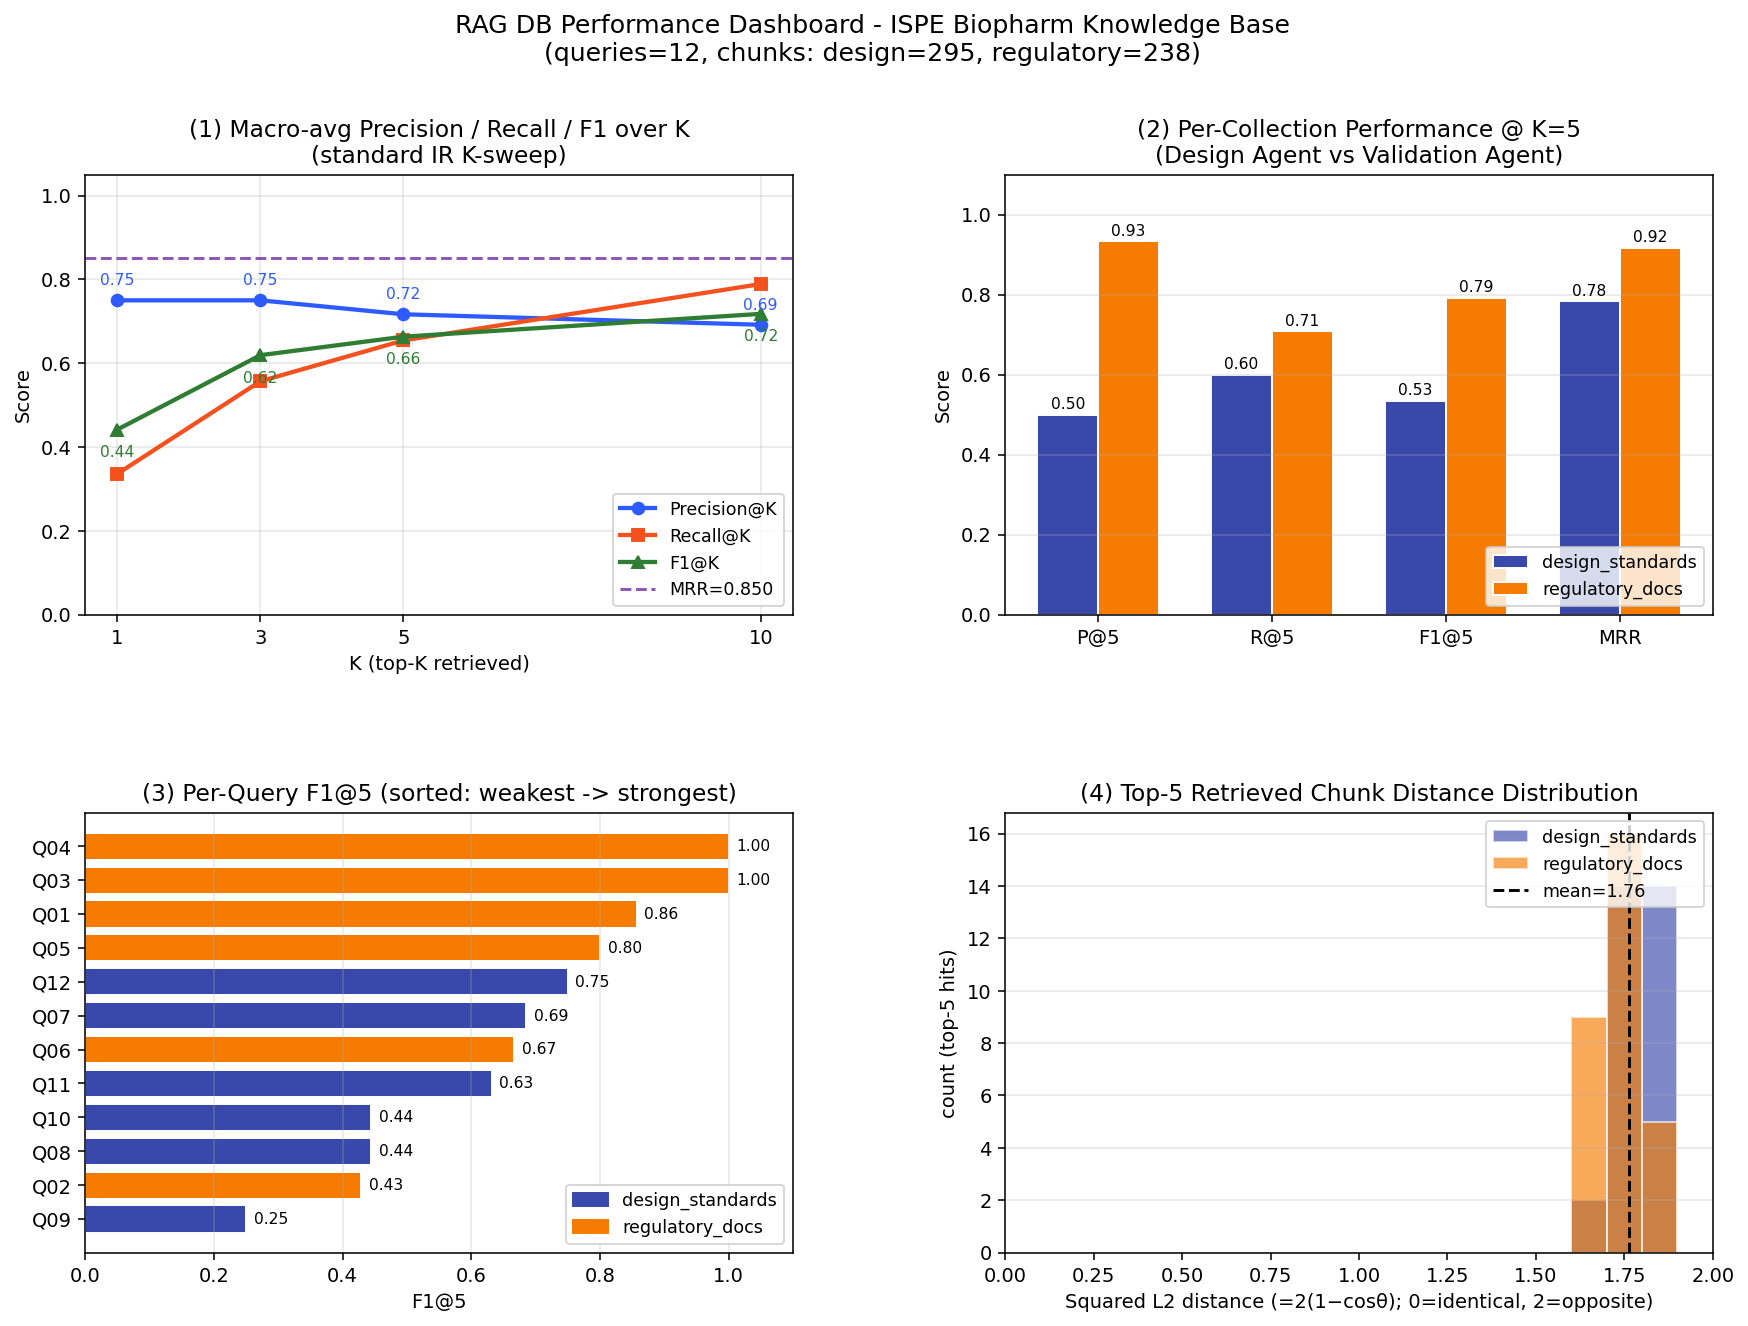 RAG DB Performance Dashboard - ISPE Biopharm Knowledge Base
(queries=12, chunks: design=295, regulatory=238)
(1) Macro-avg Precision / Recall / F1 over K
(standard IR K-sweep)
1.0
0.8
0.6
0.4
0.2
0.0
Score
0.75
0.75
0.72
0.69
0.44
0.62
0.66
0.72
Precision@K
Recall@K
F1@K
MRR=0.850
1
3
5
10
K (top-K retrieved)
(2) Per-Collection Performance @ K=5
(Design Agent vs Validation Agent)
1.0
0.8
0.6
0.4
0.2
0.0
Score
0.50
0.93
0.60
0.71
0.53
0.79
0.78
0.92
design_standards
regulatory_docs
P@5
R@5
F1@5
MRR
(3) Per-Query F1@5 (sorted: weakest -> strongest)
Q04
1.00
Q03
1.00
Q01
0.86
Q05
0.80
Q12
0.75
Q07
0.69
Q06
0.67
Q11
0.63
Q10
0.44
Q08
0.44
Q02
0.43
Q09
0.25
design_standards
regulatory_docs
0.0
0.2
0.4
0.6
0.8
1.0
F1@5
(4) Top-5 Retrieved Chunk Distance Distribution
16
14
12
10
8
6
4
2
0
count (top-5 hits)
design_standards
regulatory_docs
mean=1.76
0.00
0.25
0.50
0.75
1.00
1.25
1.50
1.75
2.00
Squared L2 distance (=2(1−cosθ); 0=identical, 2=opposite)